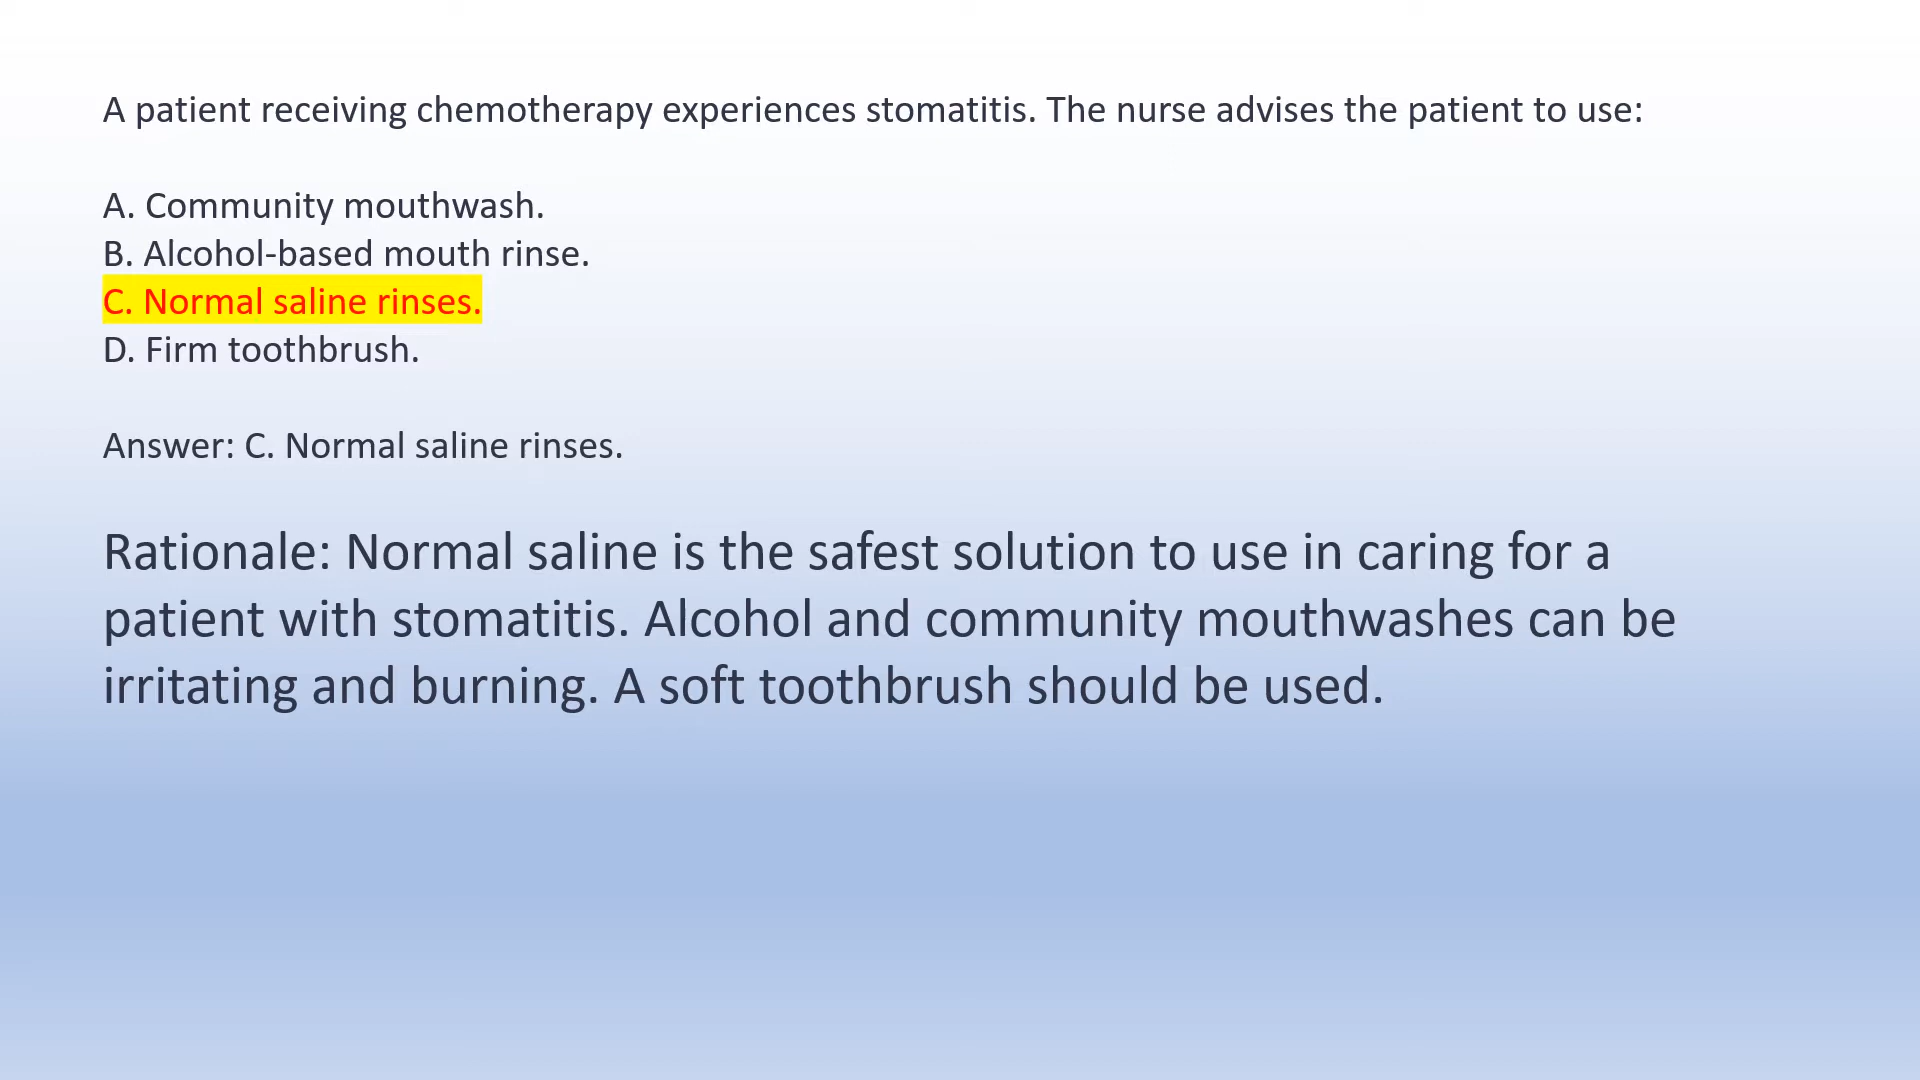 A patient receiving chemotherapy experiences stomatitis. The nurse advises the patient to use:
A. Community mouthwash.
B. Alcohol-based mouth rinse.
C. Normal saline rinses.
D. Firm toothbrush.
Answer: C. Normal saline rinses.
Rationale: Normal saline is the safest solution to use in caring for a
patient with stomatitis. Alcohol and community mouthwashes can be
irritating and burning. A soft toothbrush should be used.